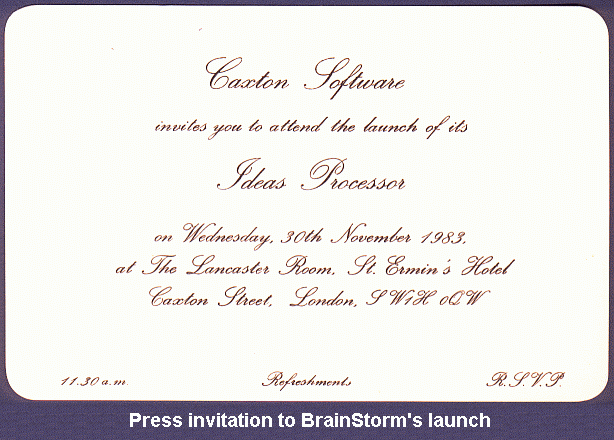 Caxton Software
invites you to attend the launch of its
Ideas Processor
on Wednesday, 30th November 1983,
at The Lancaster Room, St. Ermin's Hotel
Caxton Street, London, SW1H 0QW
11.30 a.m. Refreshments R.S.V.P.
Press invitation to BrainStorm's launch